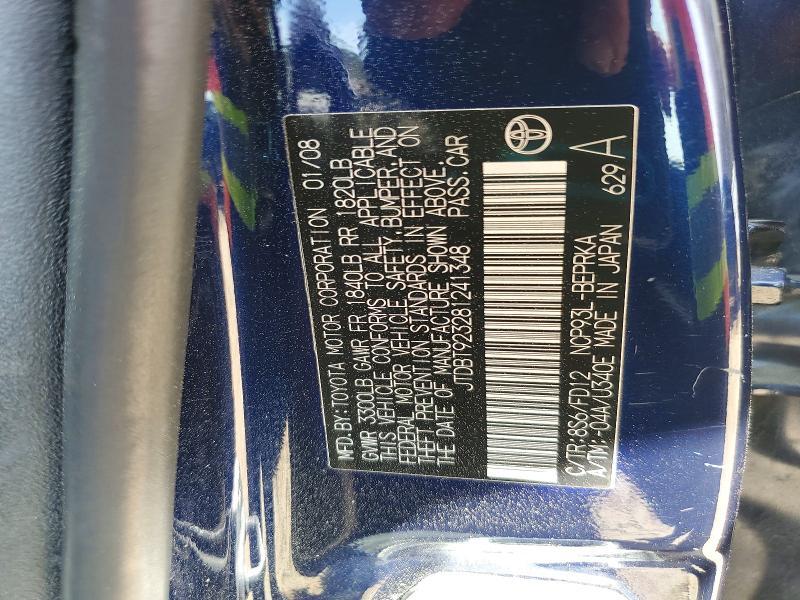 MFD. BY:TOYOTA MOTOR CORPORATION 01/08
GVWR 3300LB GAWR FR 1840LB RR 1820LB
THIS VEHICLE CONFORMS TO ALL APPLICABLE
FEDERAL MOTOR VEHICLE SAFETY, BUMPER, AND
THEFT PREVENTION STANDARDS IN EFFECT ON
THE DATE OF MANUFACTURE SHOWN ABOVE.
JTDBT923281241348 PASS.CAR
C/TR:8S6/FD12 NCP93L-BEPRKA
A/TM:-04A/U340E MADE IN JAPAN 629 A